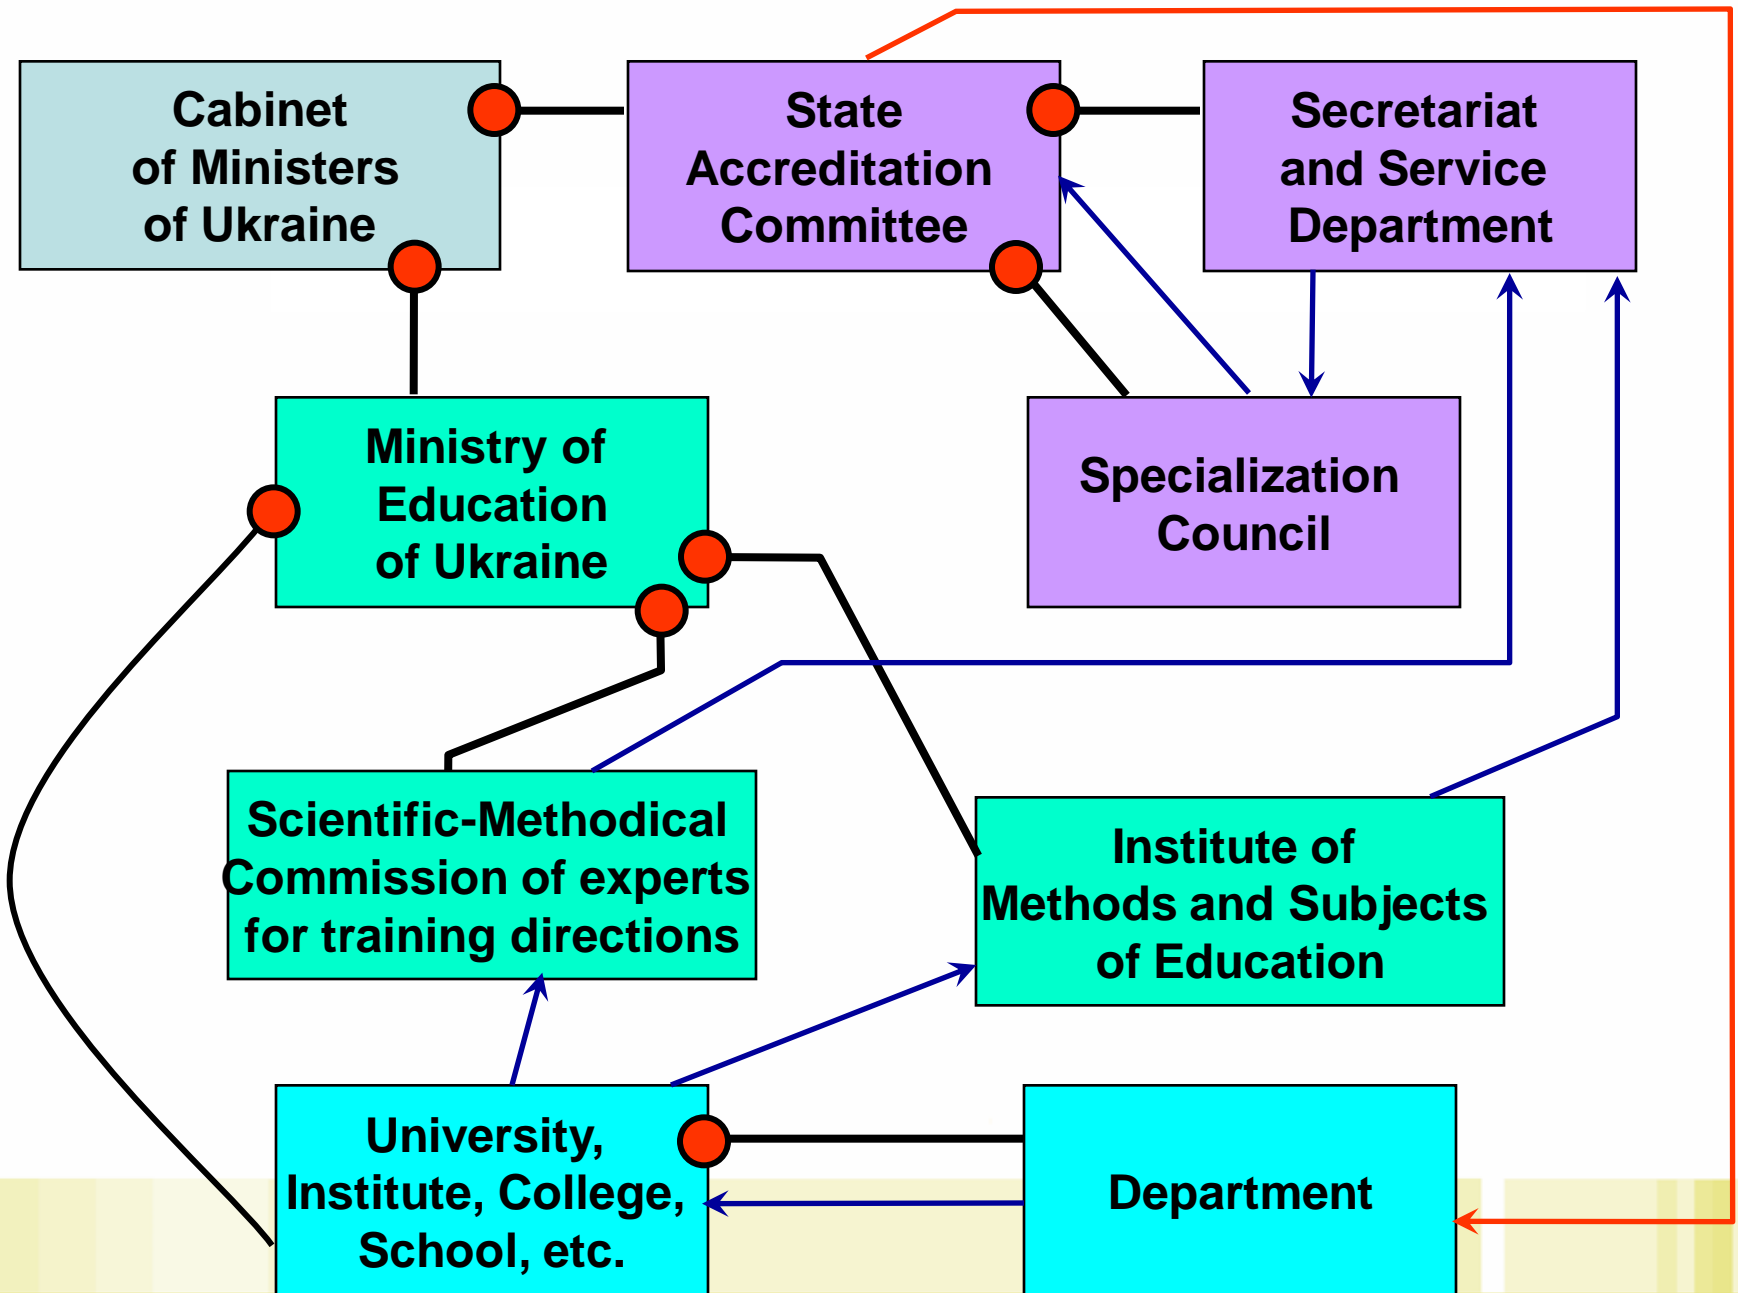 Cabinet
of Ministers
of Ukraine
State
Accreditation
Committee
Secretariat
and Service
Department
Ministry of
Education
of Ukraine
Specialization
Council
Scientific-Methodical
Commission of experts
for training directions
Institute of
Methods and Subjects
of Education
University,
Institute, College,
School, etc.
Department